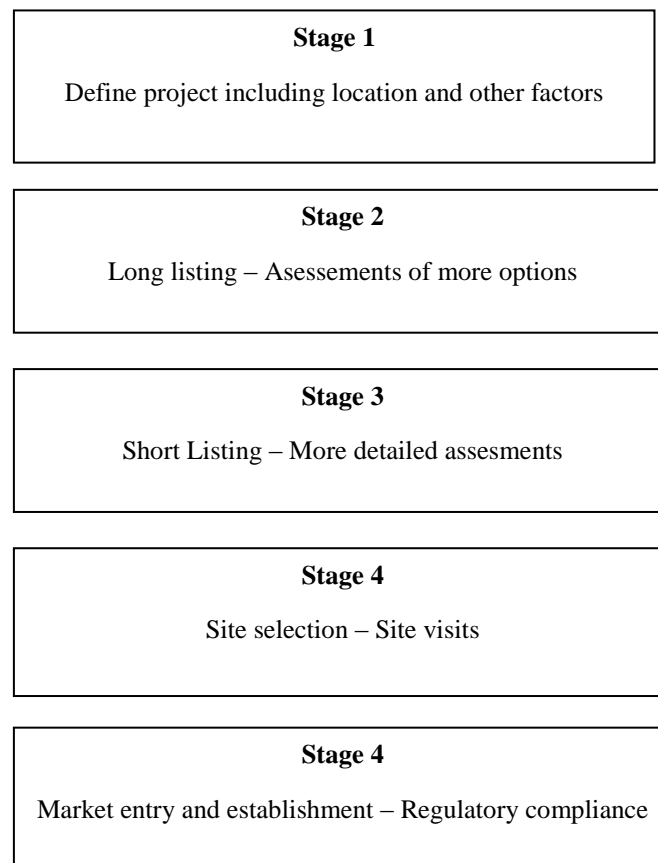 Stage 1
Define project including location and other factors
Stage 2
Long listing – Asessements of more options
Stage 3
Short Listing – More detailed assesments
Stage 4
Site selection – Site visits
Stage 4
Market entry and establishment – Regulatory compliance